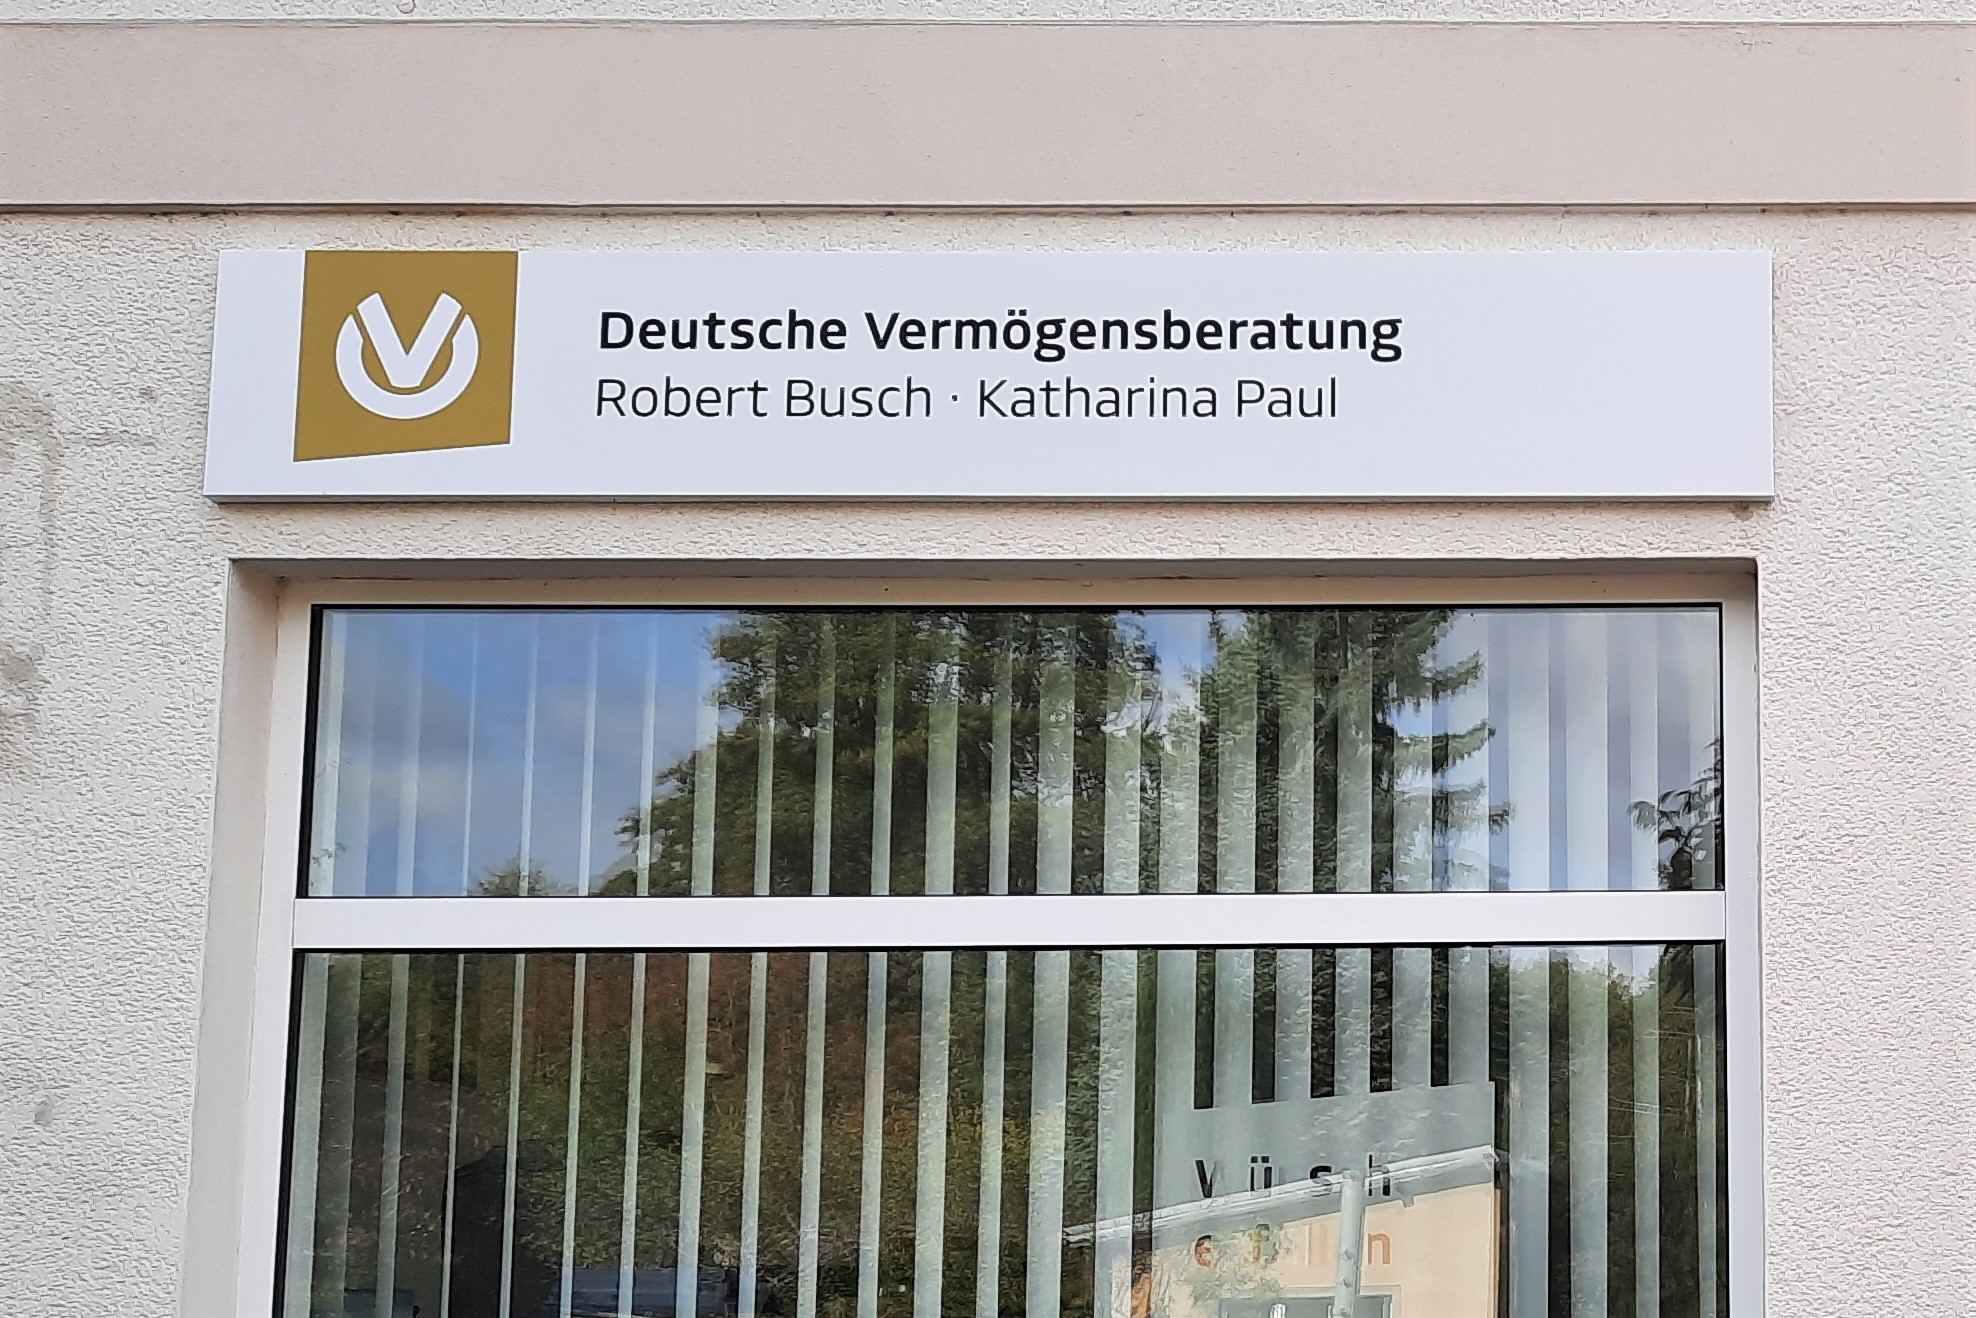 Deutsche Vermögensberatung
Robert Busch · Katharina Paul